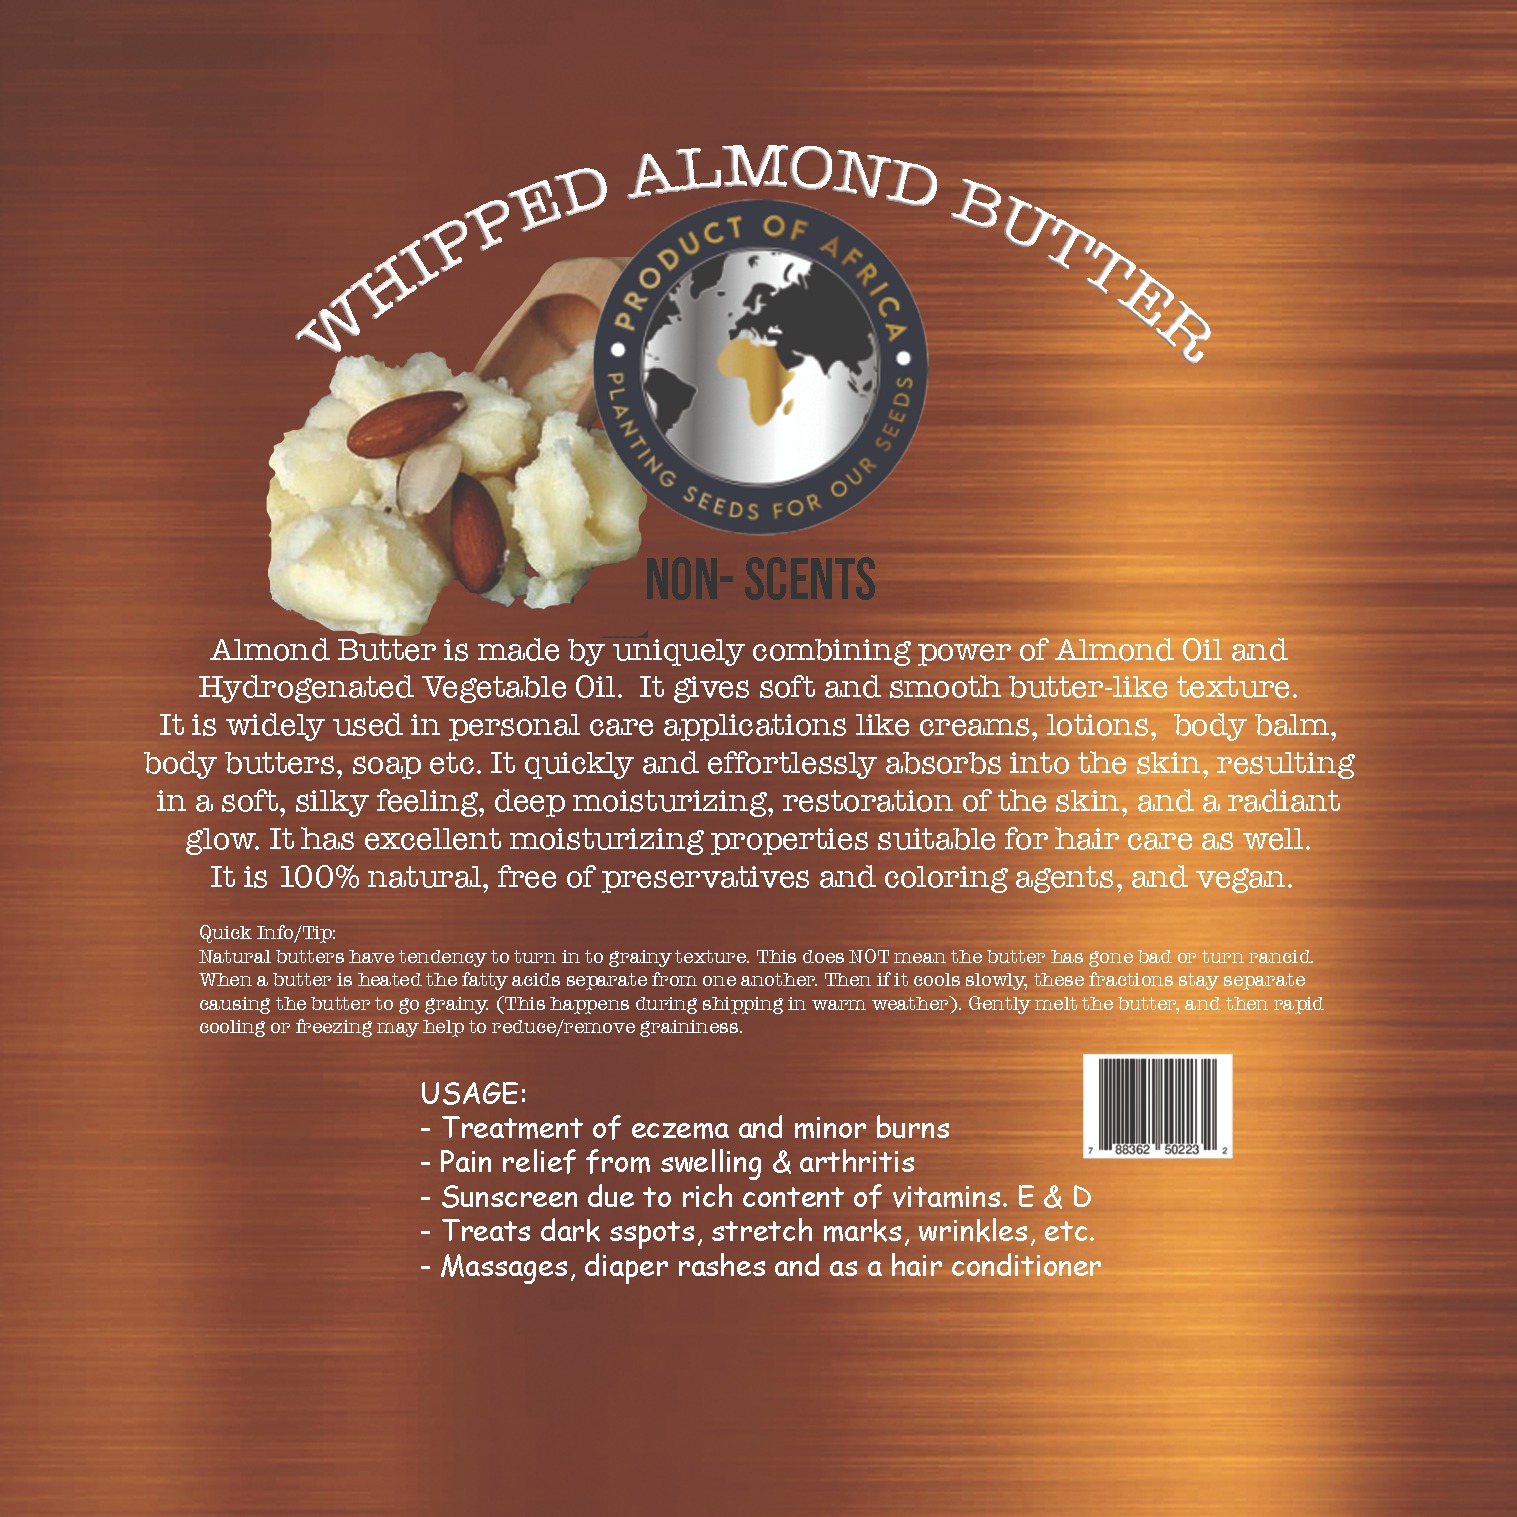 WHIPPED ALMOND BUTTER
PRODUCT OF AFRICA
PLANTING SEEDS FOR OUR SEEDS
NON- SCENTS
Almond Butter is made by uniquely combining power of Almond Oil and
Hydrogenated Vegetable Oil.  It gives soft and smooth butter-like texture.
It is widely used in personal care applications like creams, lotions,  body balm,
body butters, soap etc. It quickly and effortlessly absorbs into the skin, resulting
in a soft, silky feeling, deep moisturizing, restoration of the skin, and a radiant
glow. It has excellent moisturizing properties suitable for hair care as well.
It is 100% natural, free of preservatives and coloring agents, and vegan.
Quick Info/Tip:
Natural butters have tendency to turn in to grainy texture. This does NOT mean the butter has gone bad or turn rancid.
When a butter is heated the fatty acids separate from one another. Then if it cools slowly, these fractions stay separate
causing the butter to go grainy. (This happens during shipping in warm weather). Gently melt the butter, and then rapid
cooling or freezing may help to reduce/remove graininess.
USAGE:
- Treatment of eczema and minor burns
- Pain relief from swelling & arthritis
- Sunscreen due to rich content of vitamins. E & D
- Treats dark sspots, stretch marks, wrinkles, etc.
- Massages, diaper rashes and as a hair conditioner
7 88362 50223 2